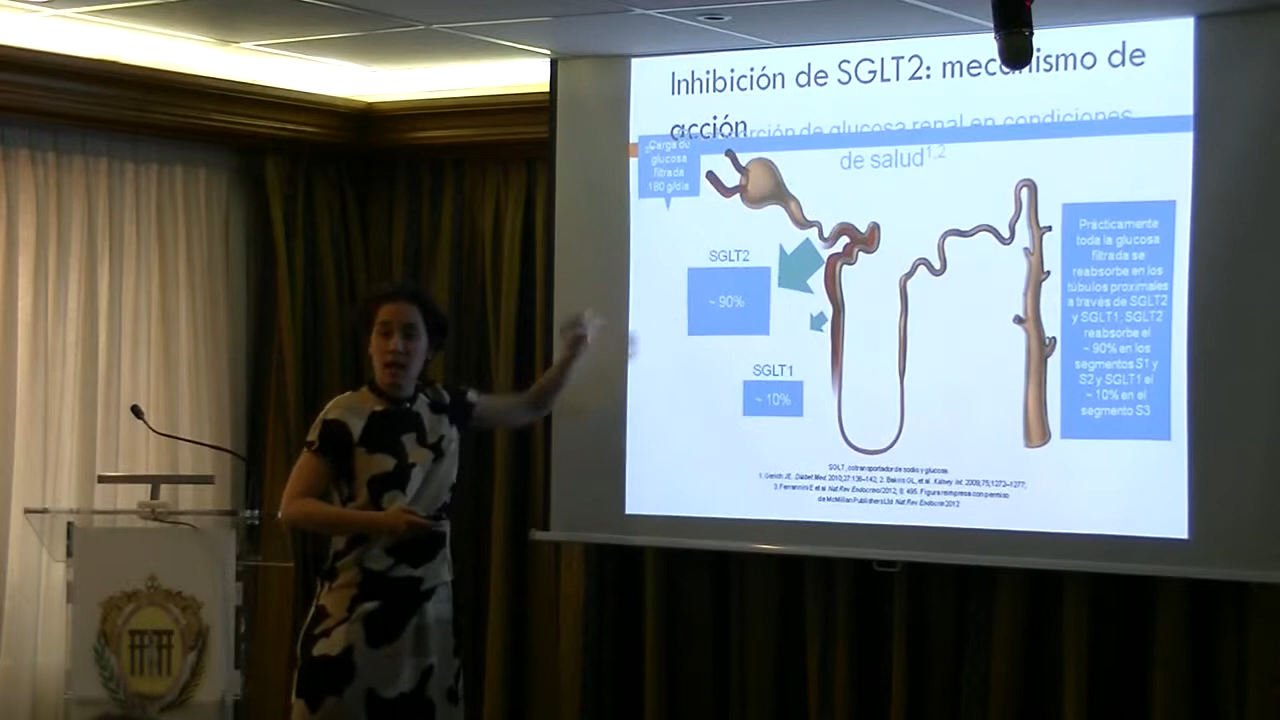 Inhibición de SGLT2: mecanismo de
acción
de glucosa renal en condiciones
de salud1,2
Carga de
glucosa
filtrada
180 g/día
SGLT2
~ 90%
SGLT1
~ 10%
Prácticamente
toda la glucosa
filtrada se
reabsorbe en los
túbulos proximales
a través de SGLT2
y SGLT1. SGLT2
reabsorbe el
~ 90% en los
segmentos S1 y
S2 y SGLT1 el
~ 10% en el
segmento S3
SGLT, cotransportador de sodio y glucosa.
1. Gerich JE. Diabet Med. 2010;27:136–142; 2. Bakris GL, et al. Kidney Int. 2009;75;1272–1277;
3. Ferrannini E et al. Nat Rev Endocrinol 2012; 8: 495. Figura reimpresa con permiso
de McMillan Publishers Ltd. Nat Rev Endocrin 2012